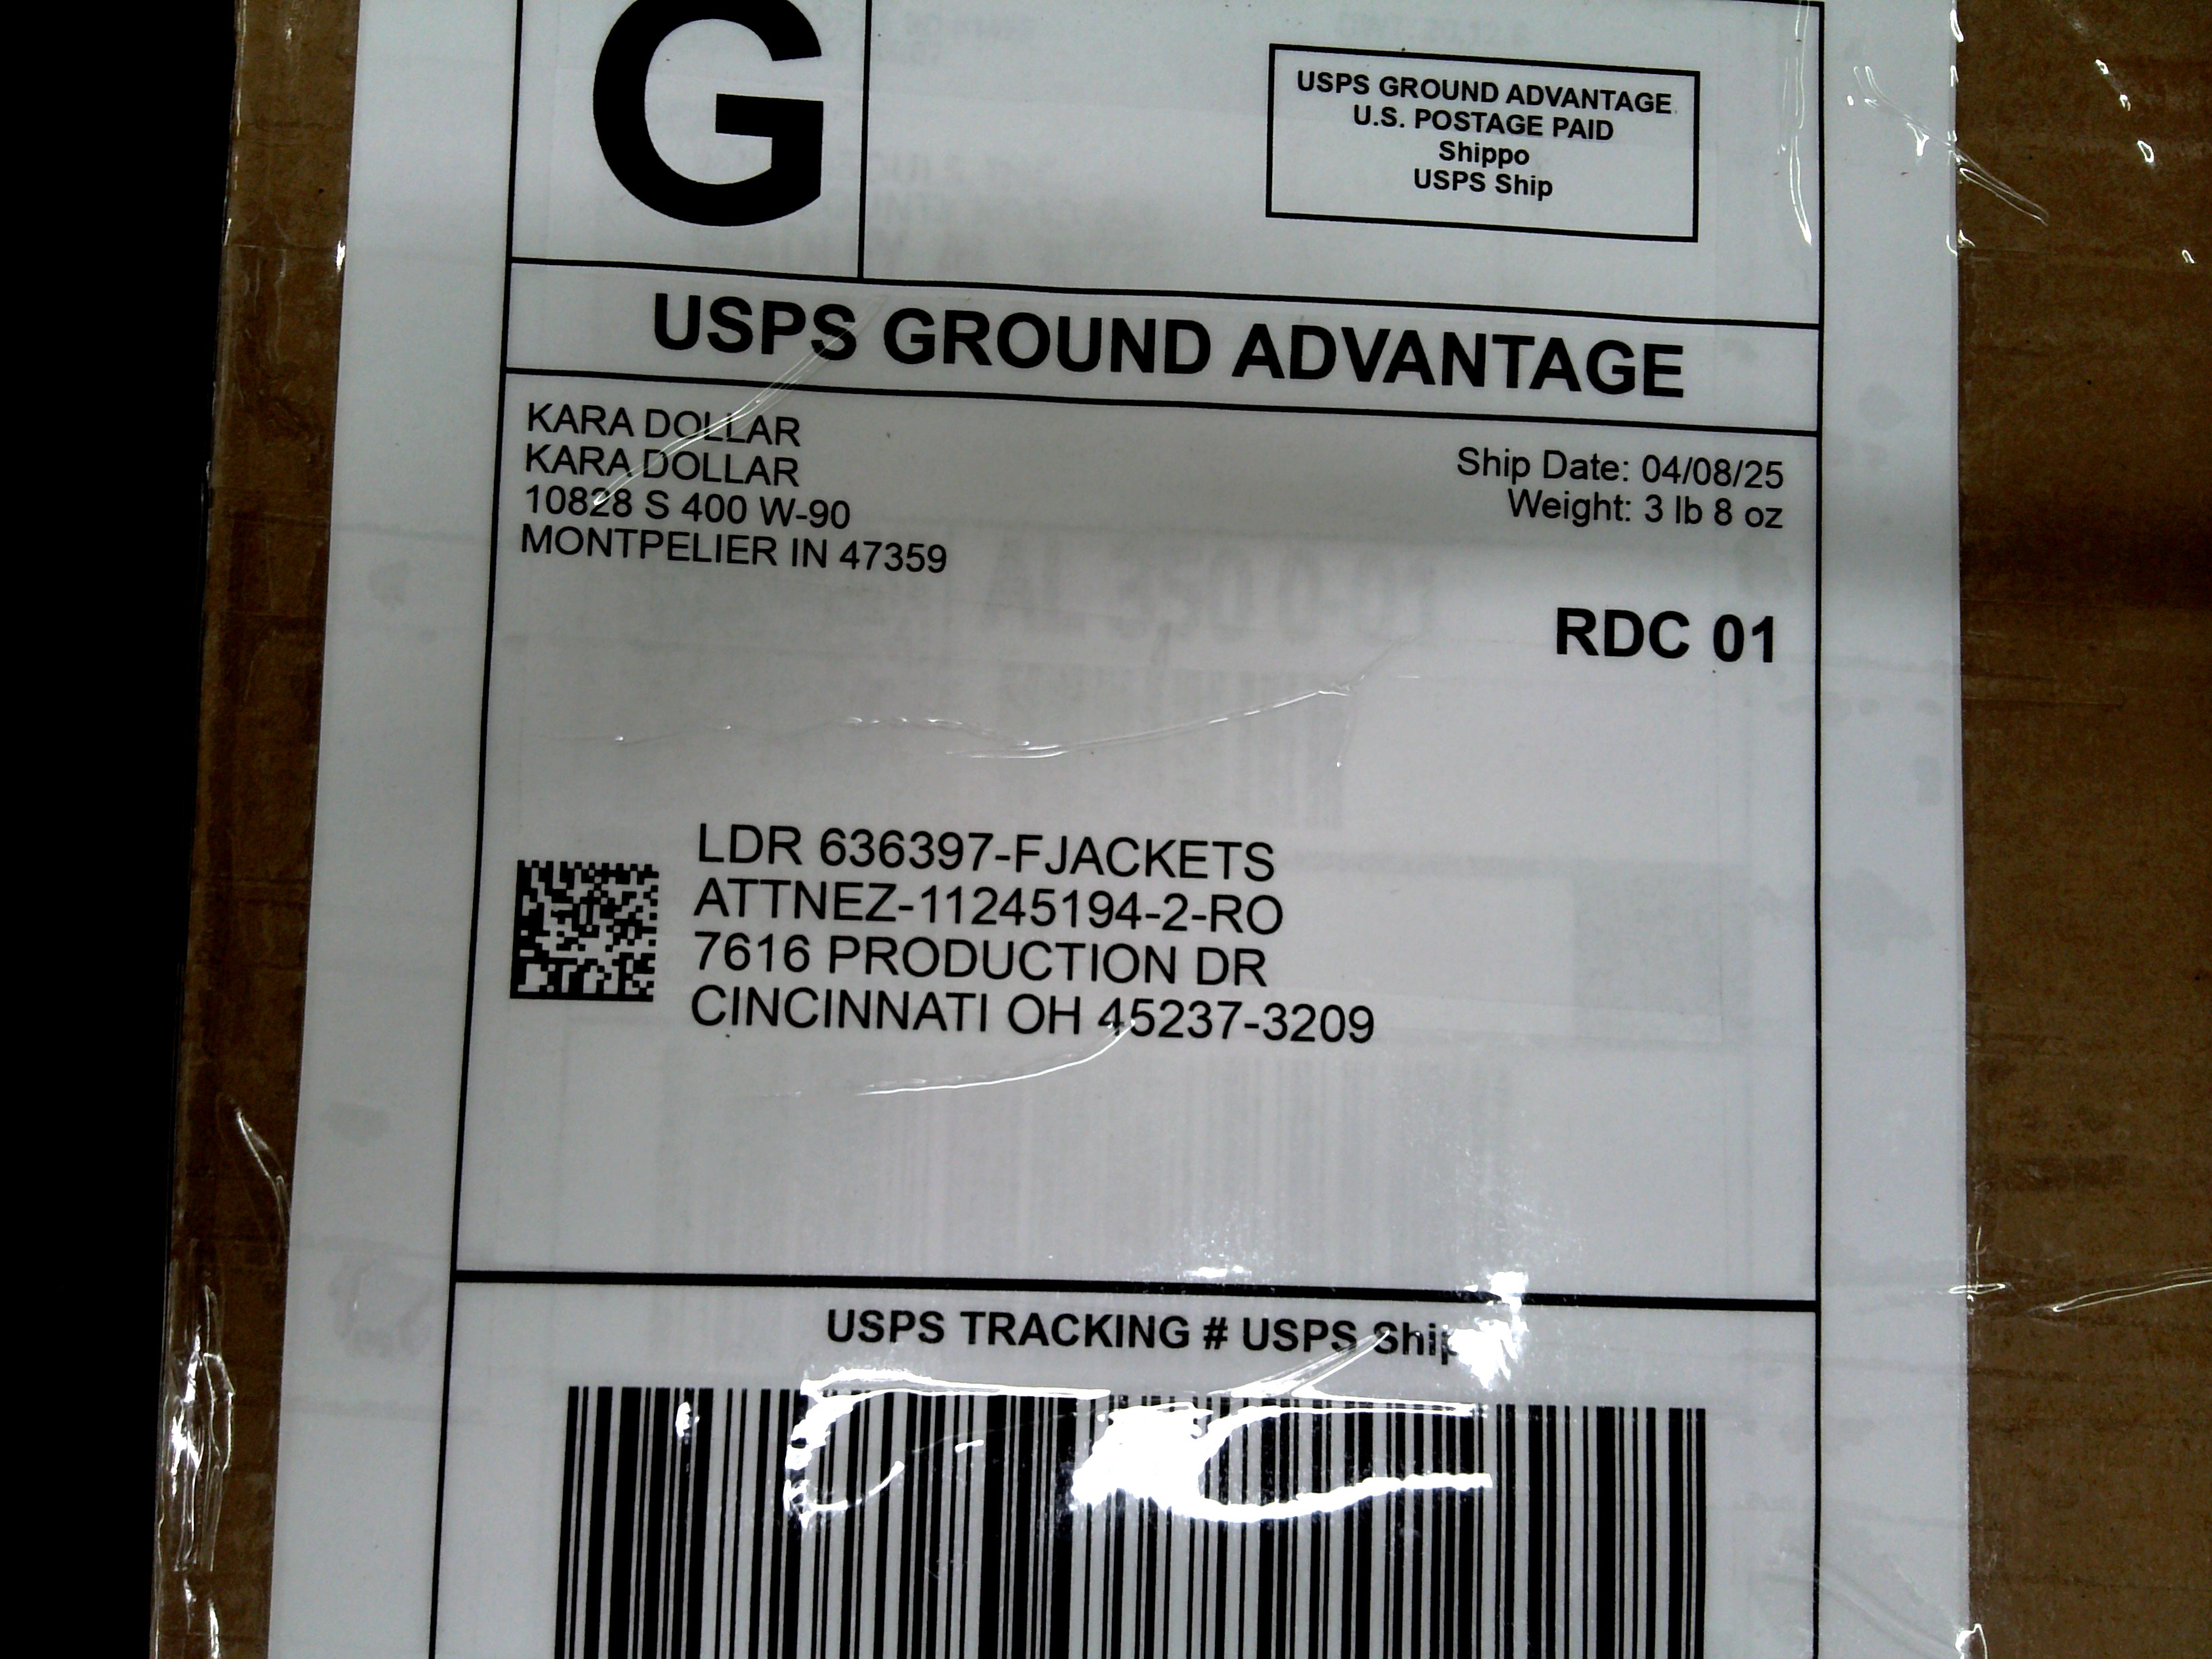 G
USPS GROUND ADVANTAGE
U.S. POSTAGE PAID
Shippo
USPS Ship
USPS GROUND ADVANTAGE
KARA DOLLAR
KARA DOLLAR
10828 S 400 W-90
MONTPELIER IN 47359
Ship Date: 04/08/25
Weight: 3 lb 8 oz
RDC 01
LDR 636397-FJACKETS
ATTNEZ-11245194-2-RO
7616 PRODUCTION DR
CINCINNATI OH 45237-3209
USPS TRACKING # USPS Ship